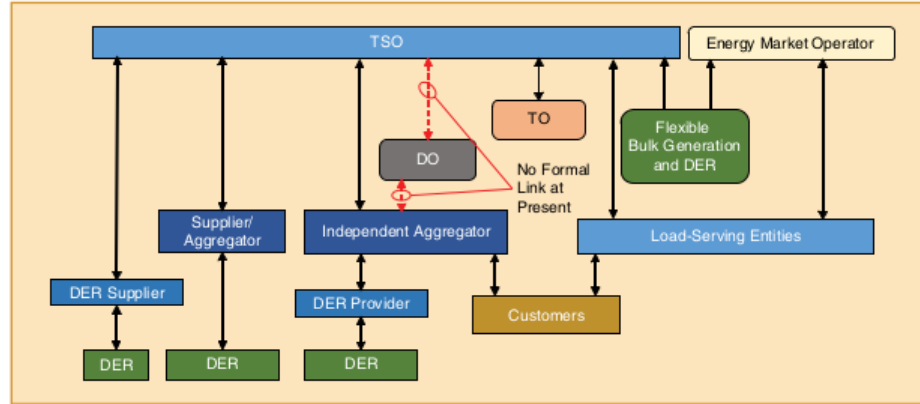 TSO
Energy Market Operator
TO
Flexible
Bulk Generation
and DER
DO
No Formal
Link at
Present
Supplier/
Aggregator
Independent Aggregator
Load-Serving Entities
DER Supplier
DER Provider
Customers
DER
DER
DER